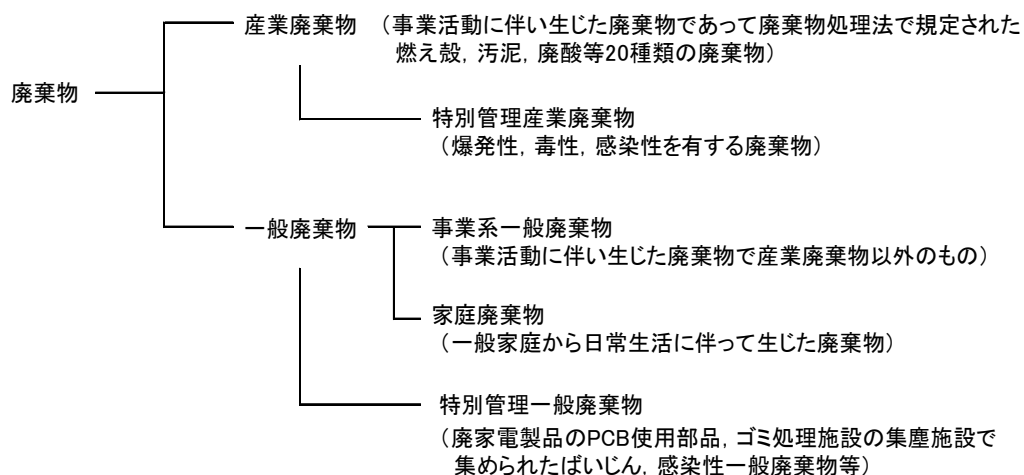 産業廃棄物 （事業活動に伴い生じた廃棄物であって廃棄物処理法で規定された
燃え殻，汚泥，廃酸等20種類の廃棄物）
廃棄物
特別管理産業廃棄物
（爆発性，毒性，感染性を有する廃棄物）
一般廃棄物 事業系一般廃棄物
（事業活動に伴い生じた廃棄物で産業廃棄物以外のもの）
家庭廃棄物
（一般家庭から日常生活に伴って生じた廃棄物）
特別管理一般廃棄物
（廃家電製品のPCB使用部品，ゴミ処理施設の集塵施設で
集められたばいじん，感染性一般廃棄物等）